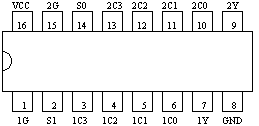 VCC 2G S0 2C3 2C2 2C1 2C0 2Y
16 15 14 13 12 11 10 9
1 2 3 4 5 6 7 8
1G S1 1C3 1C2 1C1 1C0 1Y GND